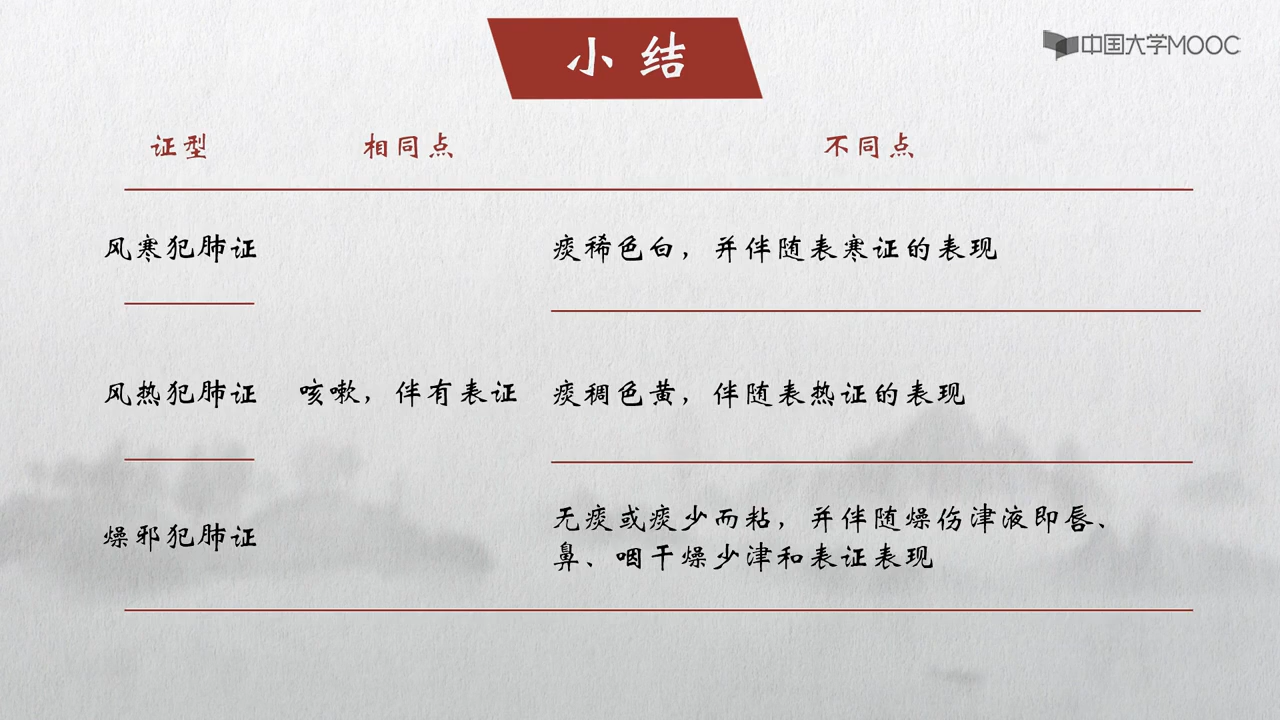 小结
中国大学MOOC
证型 相同点 不同点
风寒犯肺证 痰稀色白，并伴随表寒证的表现
风热犯肺证 咳嗽，伴有表证 痰稠色黄，伴随表热证的表现
燥邪犯肺证 无痰或痰少而粘，并伴随燥伤津液即唇、
鼻、咽干燥少津和表证表现